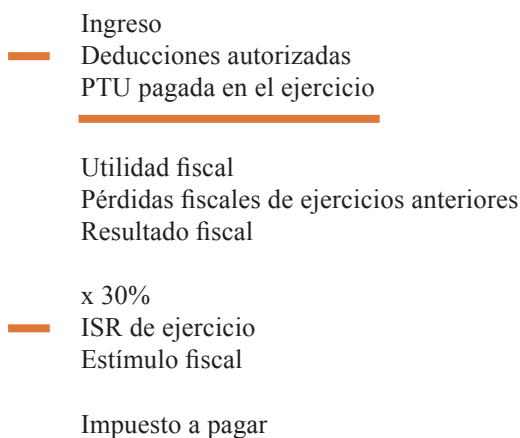 Ingreso
Deducciones autorizadas
PTU pagada en el ejercicio
Utilidad fiscal
Pérdidas fiscales de ejercicios anteriores
Resultado fiscal
x 30%
ISR de ejercicio
Estímulo fiscal
Impuesto a pagar